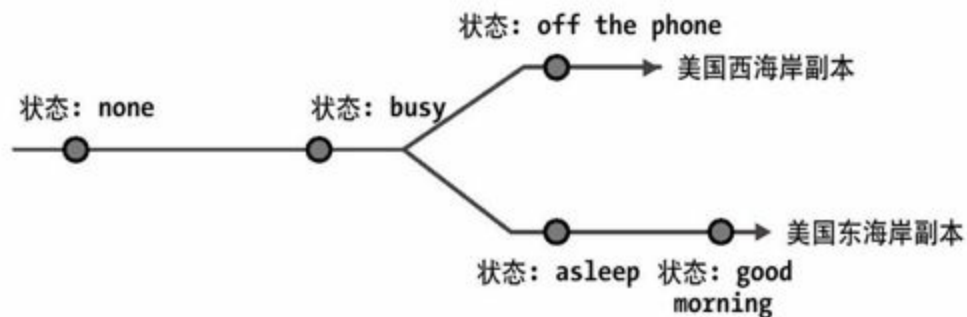 状态: off the phone
美国西海岸副本
状态: none
状态: busy
美国东海岸副本
状态: asleep
状态: good
morning